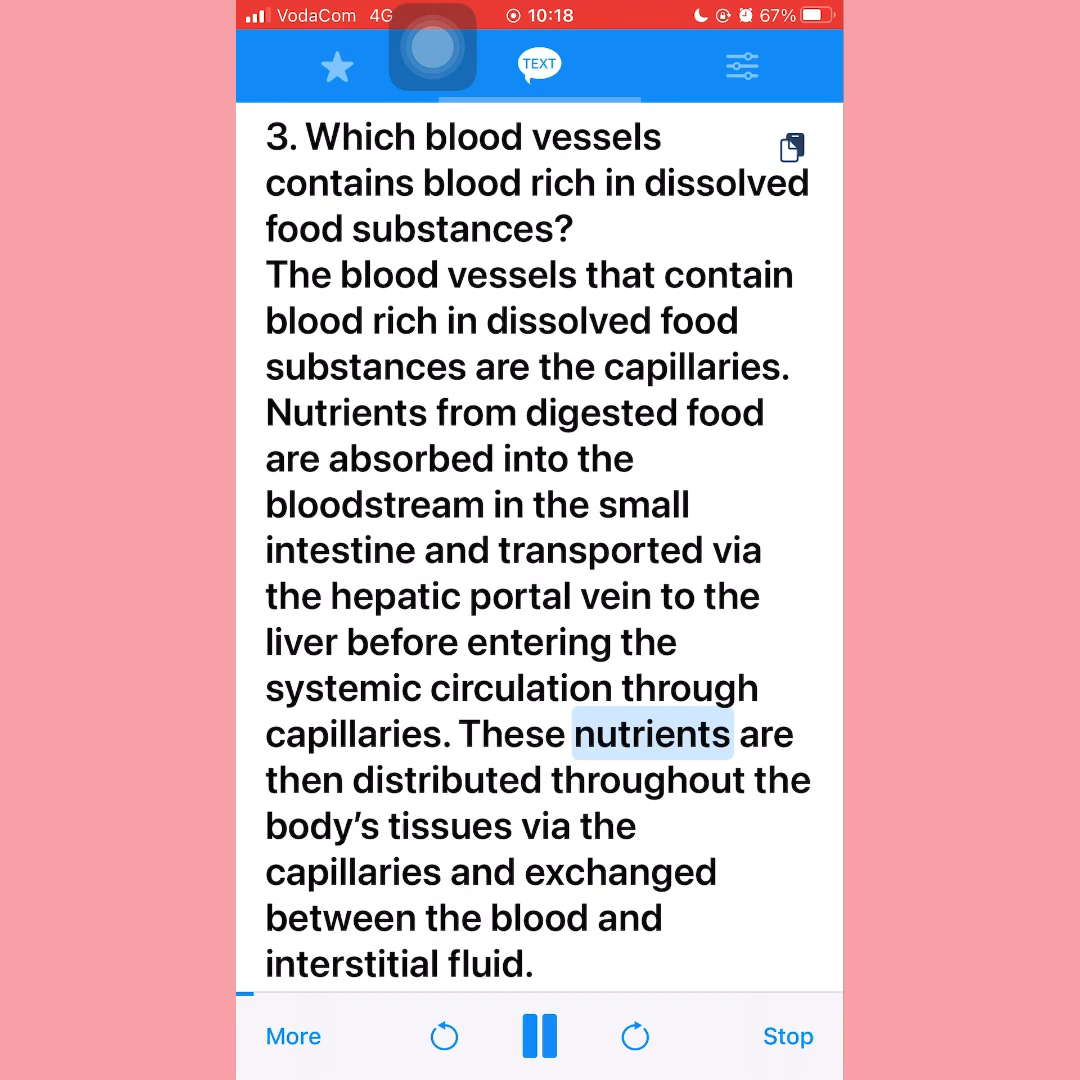 VodaCom 4G 10:18 67%
TEXT
3. Which blood vessels
contains blood rich in dissolved
food substances?
The blood vessels that contain
blood rich in dissolved food
substances are the capillaries.
Nutrients from digested food
are absorbed into the
bloodstream in the small
intestine and transported via
the hepatic portal vein to the
liver before entering the
systemic circulation through
capillaries. These nutrients are
then distributed throughout the
body’s tissues via the
capillaries and exchanged
between the blood and
interstitial fluid.
More Stop